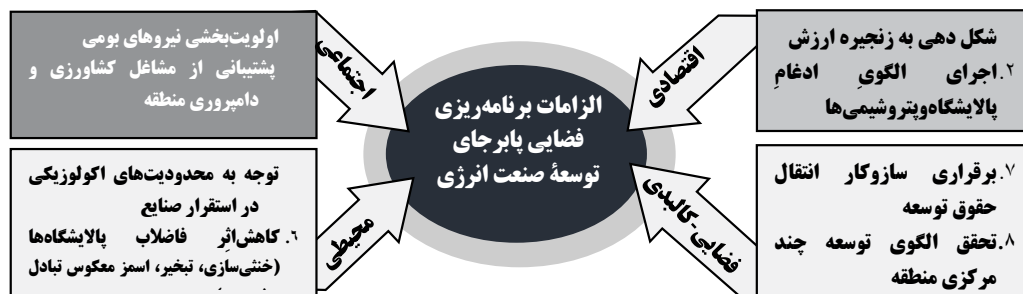 شکل دهی به زنجیره ارزش
۲.اجرای الگویِ ادغامِ
پالایشگاه‌وپتروشیمی‌ها
اقتصادی
اولویت‌بخشی نیروهای بومی
پشتیبانی از مشاغل کشاورزی و
دامپروری منطقه
اجتماعی
الزامات برنامه‌ریزی
فضایی پابرجای
توسعهٔ صنعت انرژی
۷.برقراری سازوکار انتقال
حقوق توسعه
۸.تحقق الگوی توسعه چند
مرکزی منطقه
فضایی-کالبدی
توجه به محدودیت‌های اکولوزیکی
در استقرار صنایع
۶. کاهش‌اثر فاضلاب پالایشگاه‌ها
(خنثی‌سازی، تبخیر، اسمز معکوس تبادل
محیطی